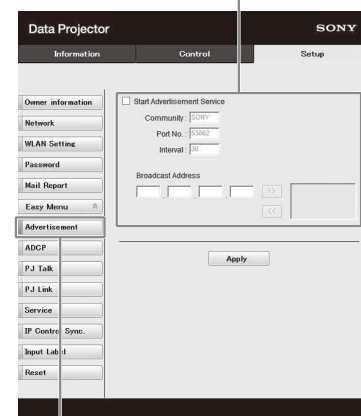 Data Projector SONY
Information Control Setup
Owner information
Network
WLAN Setting
Password
Mail Report
Easy Menu
Advertisement
ADCP
PJ Talk
PJ Link
Service
IP Control Sync.
Input Label
Reset
Start Advertisement Service
Community : SONY
Port No. : 53862
Interval : 30
Broadcast Address
. . .
>>
<<
Apply